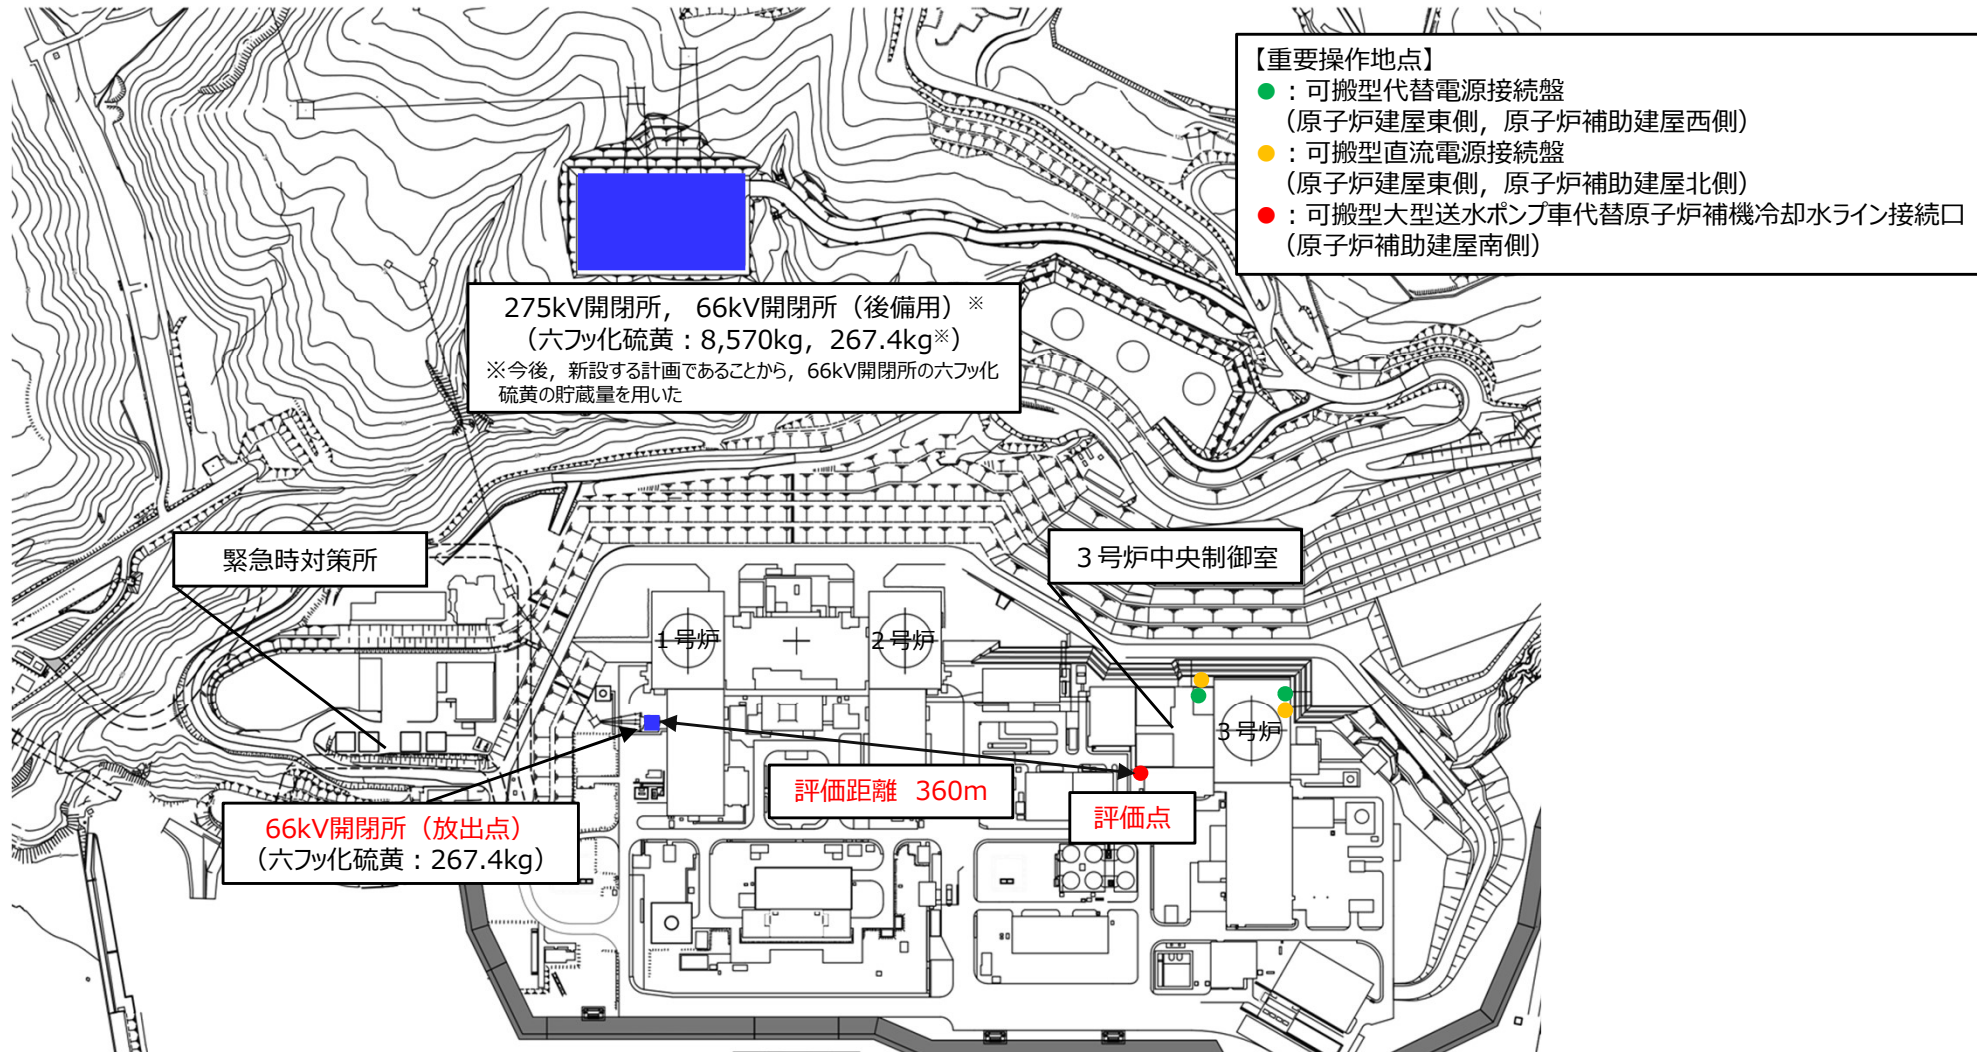 【重要操作地点】
●：可搬型代替電源接続盤
（原子炉建屋東側，原子炉補助建屋西側）
●：可搬型直流電源接続盤
（原子炉建屋東側，原子炉補助建屋北側）
●：可搬型大型送水ポンプ車代替原子炉補機冷却水ライン接続口
（原子炉補助建屋南側）
275kV開閉所， 66kV開閉所（後備用）※
（六フッ化硫黄：8,570kg，267.4kg※）
※今後，新設する計画であることから，66kV開閉所の六フッ化
硫黄の貯蔵量を用いた
緊急時対策所
３号炉中央制御室
１号炉
２号炉
３号炉
評価距離 360m
評価点
66kV開閉所（放出点）
（六フッ化硫黄：267.4kg）